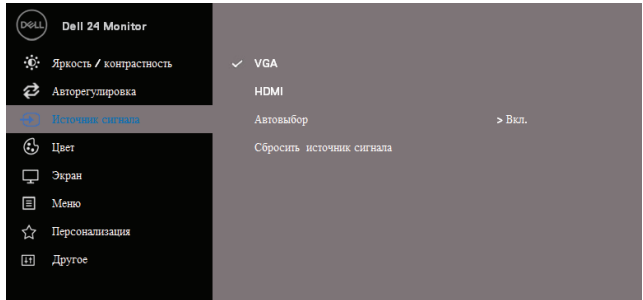 DELL Dell 24 Monitor
Яркость / контрастность
VGA
Авторегулировка
HDMI
Источник сигнала
Автовыбор > Вкл.
Цвет
Сбросить источник сигнала
Экран
Меню
Персонализация
Другое